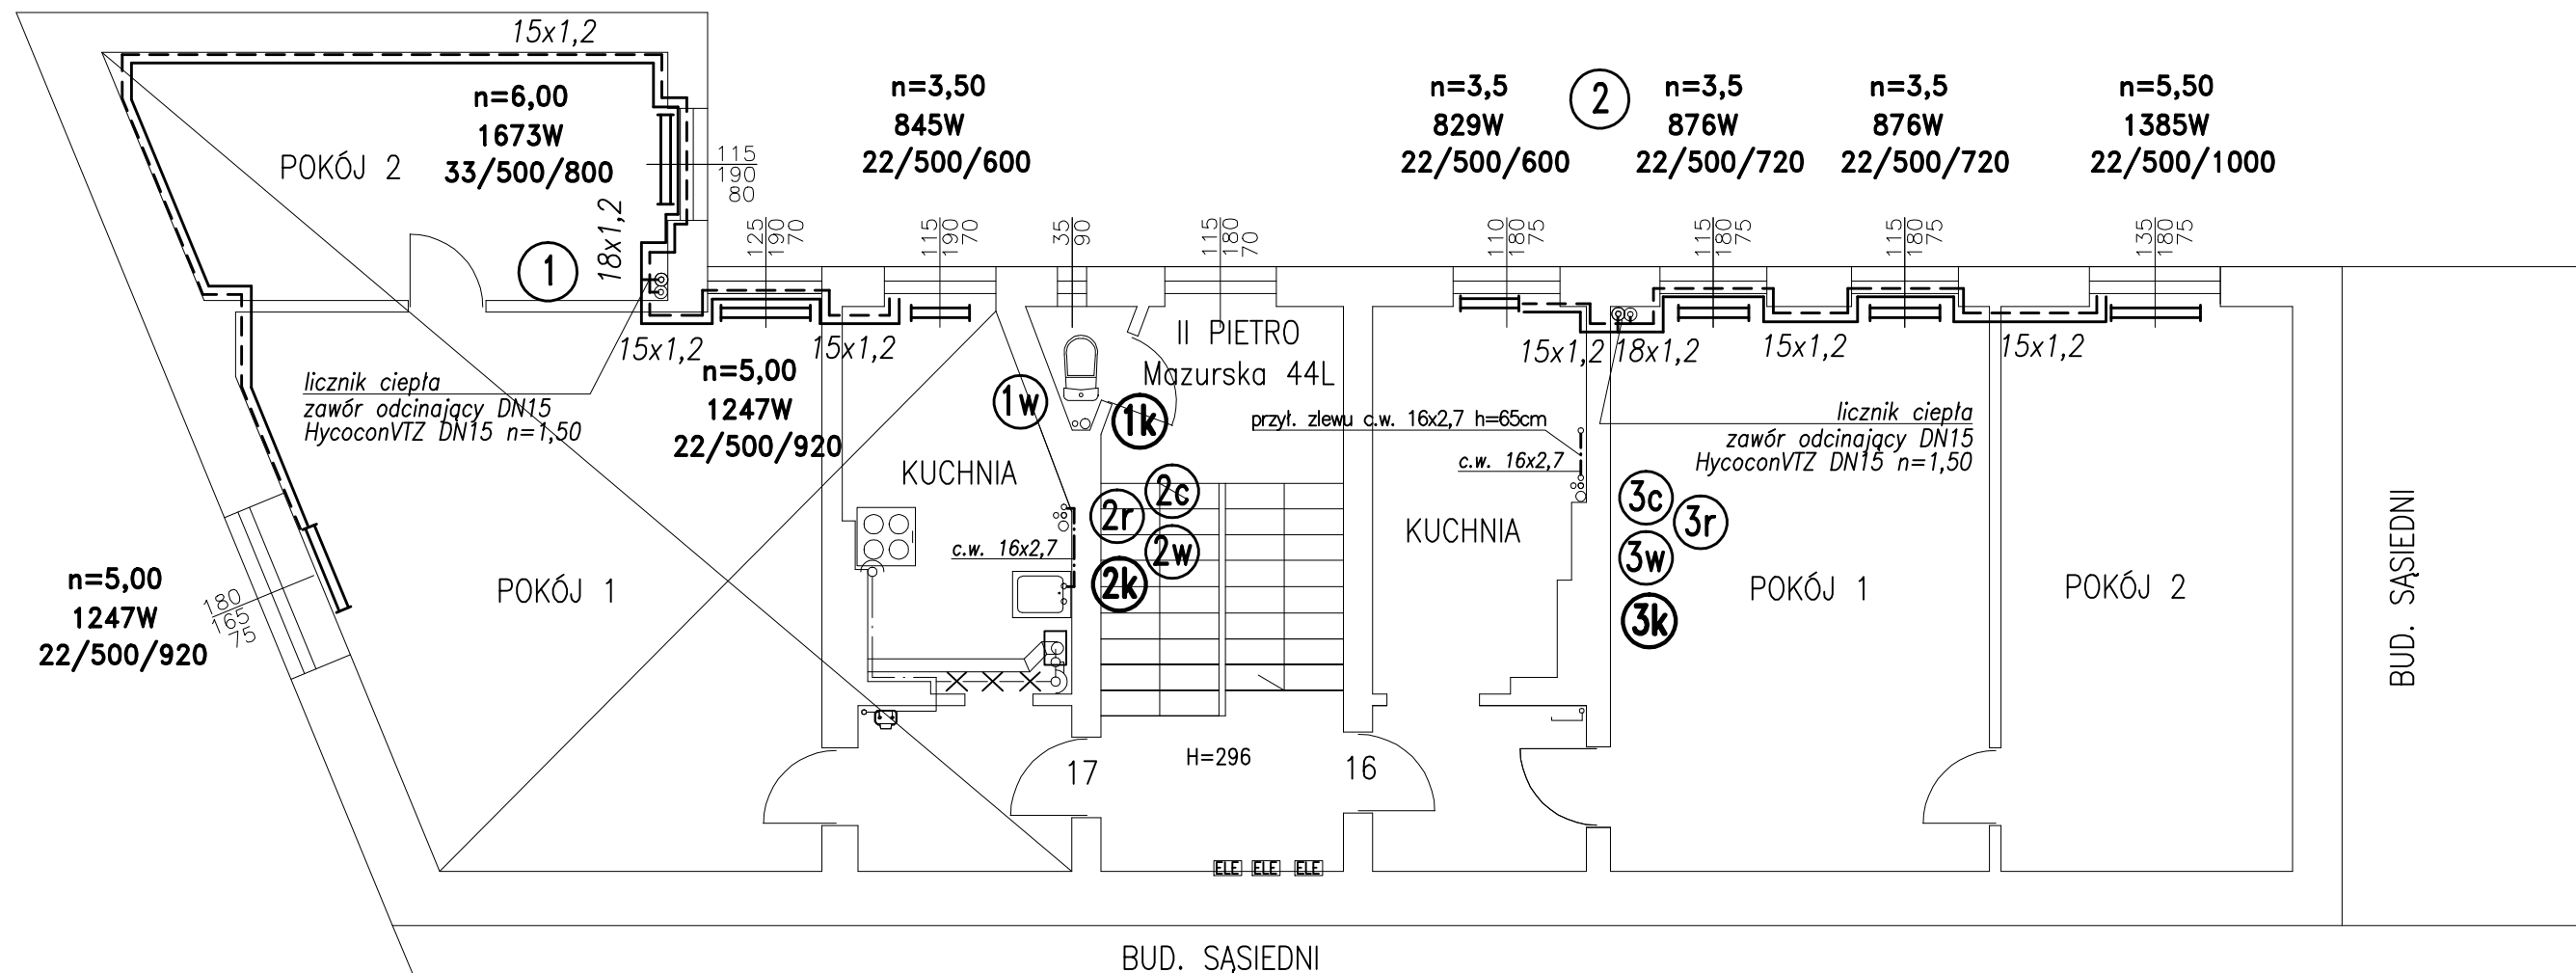 15x1,2
n=6,00
1673W
33/500/800
POKÓJ 2
18x1,2
1
115
190
80
n=3,50
845W
22/500/600
n=3,5
829W
22/500/600
2
n=3,5
876W
22/500/720
n=3,5
876W
22/500/720
n=5,50
1385W
22/500/1000
125
190
70
115
190
70
35
90
115
180
70
110
180
75
115
180
75
115
180
75
135
180
75
15x1,2
15x1,2
II PIETRO
Mazurska 44L
15x1,2
18x1,2
15x1,2
15x1,2
licznik ciepła
zawór odcinający DN15
HycoconVTZ DN15 n=1,50
n=5,00
1247W
22/500/920
1w
1k
przył. zlewu c.w. 16x2,7 h=65cm
c.w. 16x2,7
licznik ciepła
zawór odcinający DN15
HycoconVTZ DN15 n=1,50
KUCHNIA
2c
2r
2w
2k
c.w. 16x2,7
KUCHNIA
3c
3r
3w
3k
n=5,00
1247W
22/500/920
180
165
75
POKÓJ 1
POKÓJ 1
POKÓJ 2
BUD. SĄSIEDNI
17
H=296
16
ELE
ELE
ELE
BUD. SĄSIEDNI